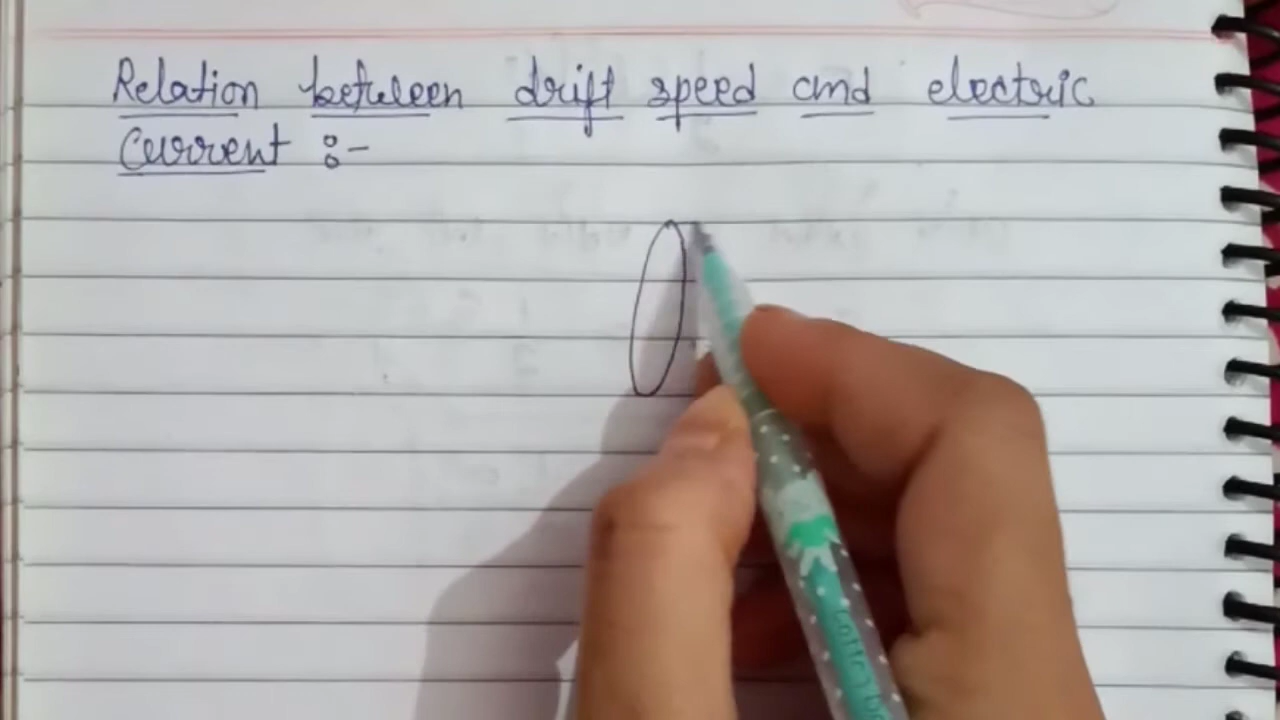 Relation between drift speed and electric
Current :-